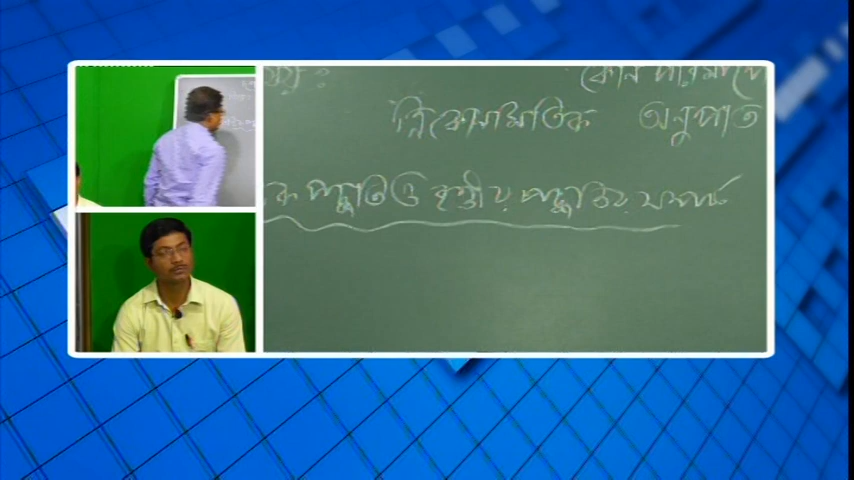 কোন পরিমাপে
ত্রিকোণমিতিক অনুপাত
ক পদ্ধতি ও বৃত্তীয় পদ্ধতির সম্পর্ক